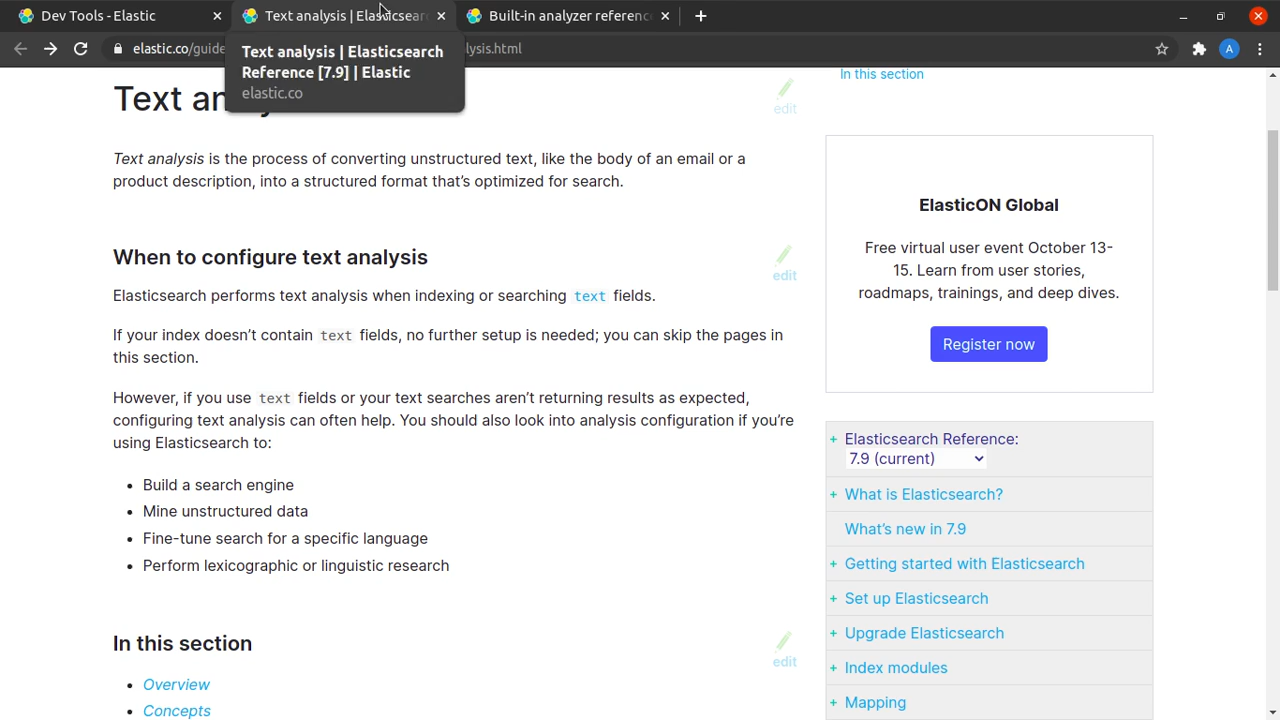 Dev Tools - Elastic
Text analysis | Elasticsear
Built-in analyzer referenc
elastic.co/guide
ysis.html
A
Text analysis | Elasticsearch
Reference [7.9] | Elastic
elastic.co
In this section
Text an
edit
Text analysis is the process of converting unstructured text, like the body of an email or a
product description, into a structured format that's optimized for search.
When to configure text analysis
edit
Elasticsearch performs text analysis when indexing or searching text fields.
If your index doesn't contain text fields, no further setup is needed; you can skip the pages in
this section.
However, if you use text fields or your text searches aren't returning results as expected,
configuring text analysis can often help. You should also look into analysis configuration if you're
using Elasticsearch to:
• Build a search engine
• Mine unstructured data
• Fine-tune search for a specific language
• Perform lexicographic or linguistic research
In this section
edit
• Overview
• Concepts
ElasticON Global
Free virtual user event October 13-
15. Learn from user stories,
roadmaps, trainings, and deep dives.
Register now
+ Elasticsearch Reference:
7.9 (current)
+ What is Elasticsearch?
What's new in 7.9
+ Getting started with Elasticsearch
+ Set up Elasticsearch
+ Upgrade Elasticsearch
+ Index modules
+ Mapping